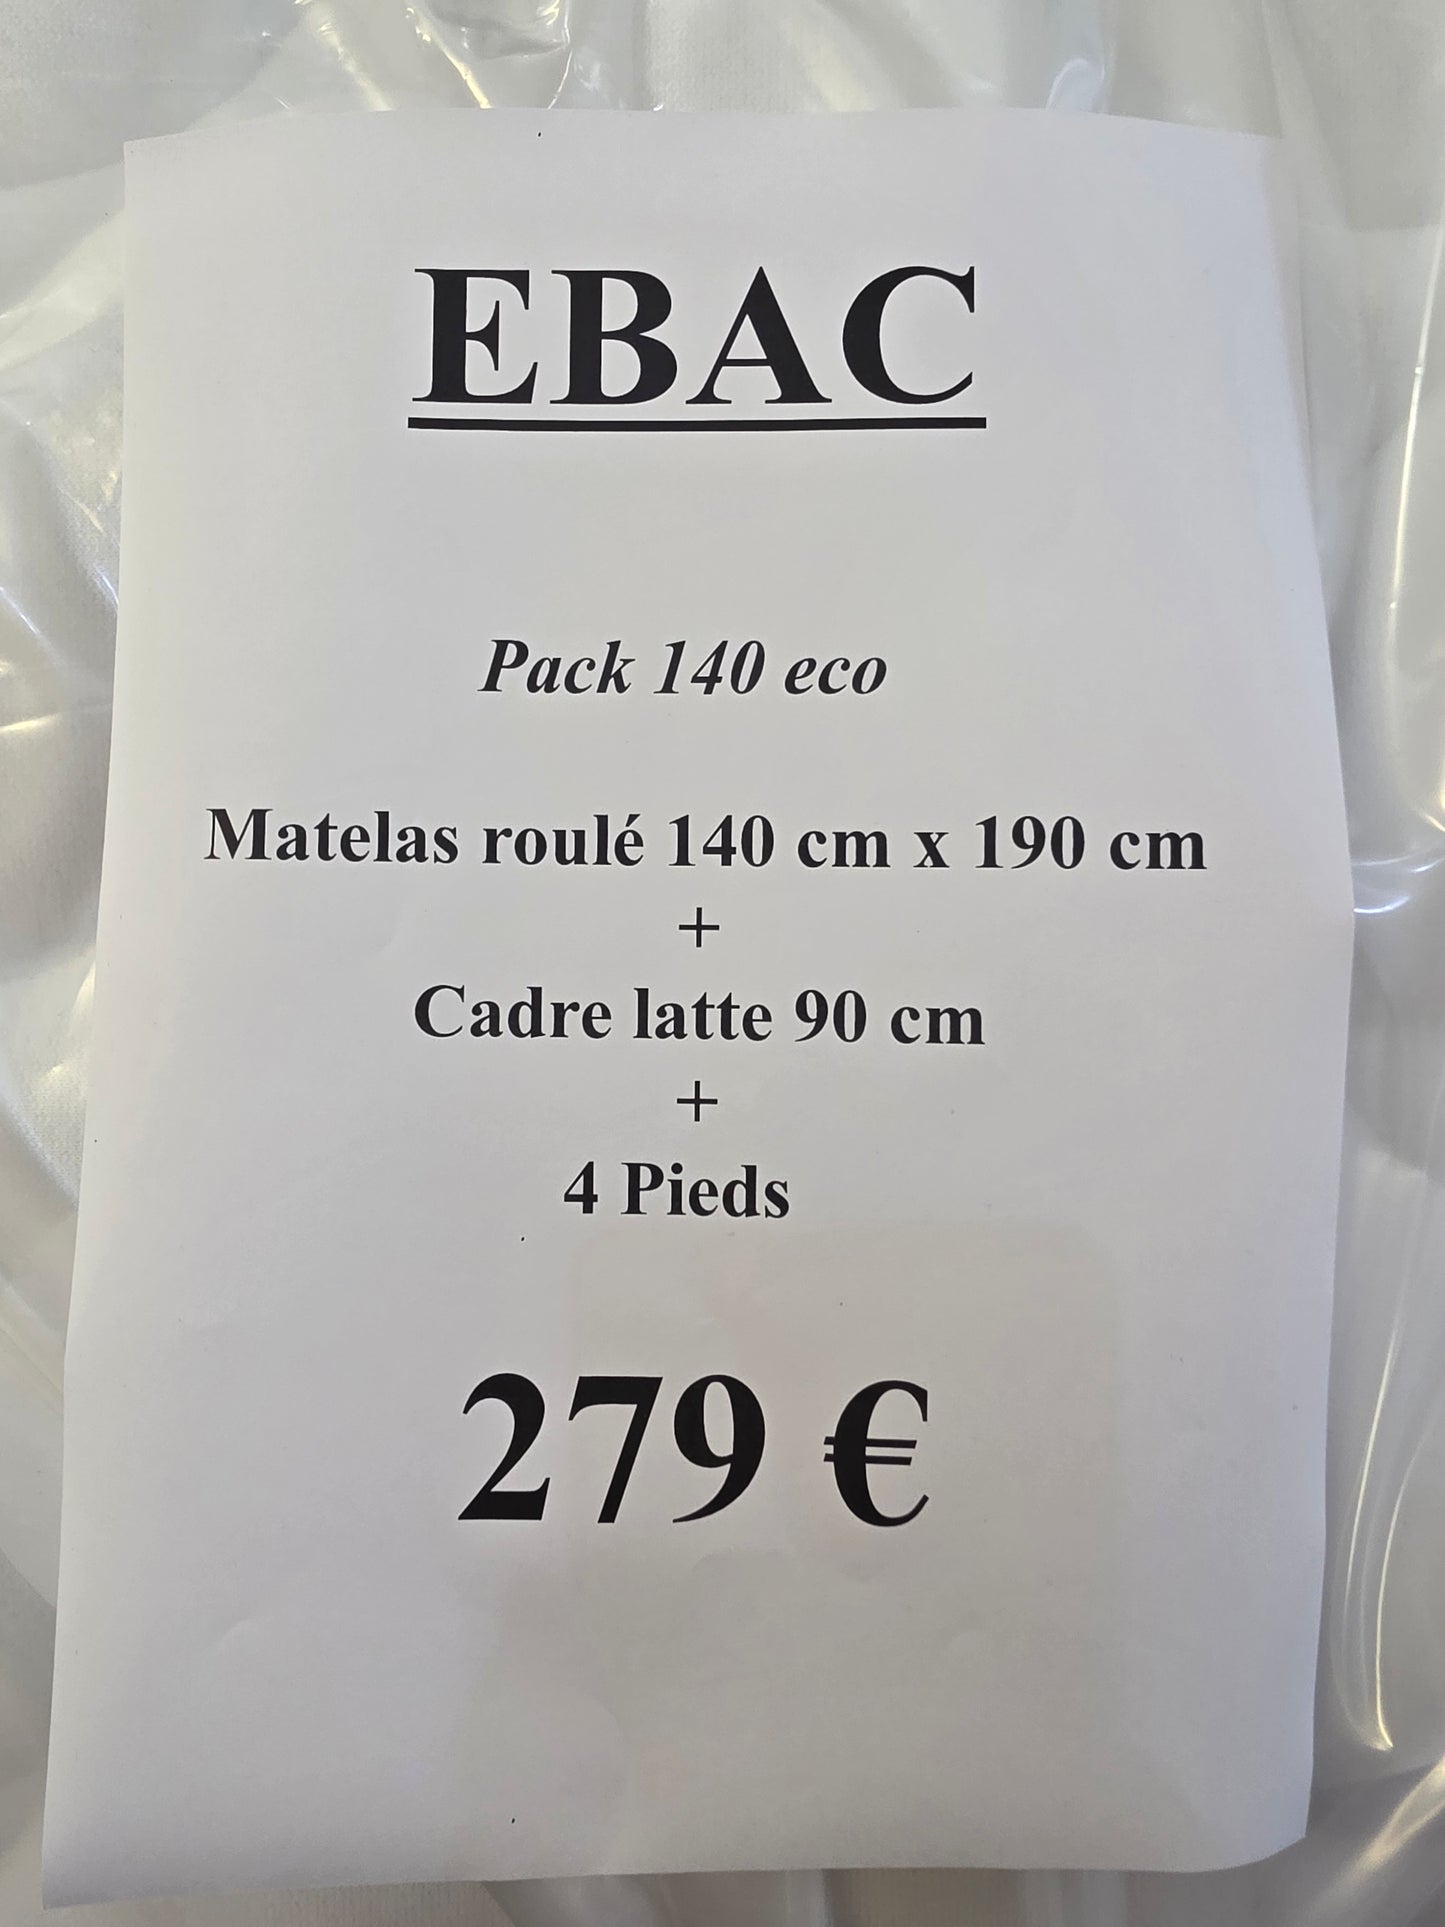 EBAC
Pack 140 eco
Matelas roulé 140 cm x 190 cm
+
Cadre latte 90 cm
+
4 Pieds
279 €